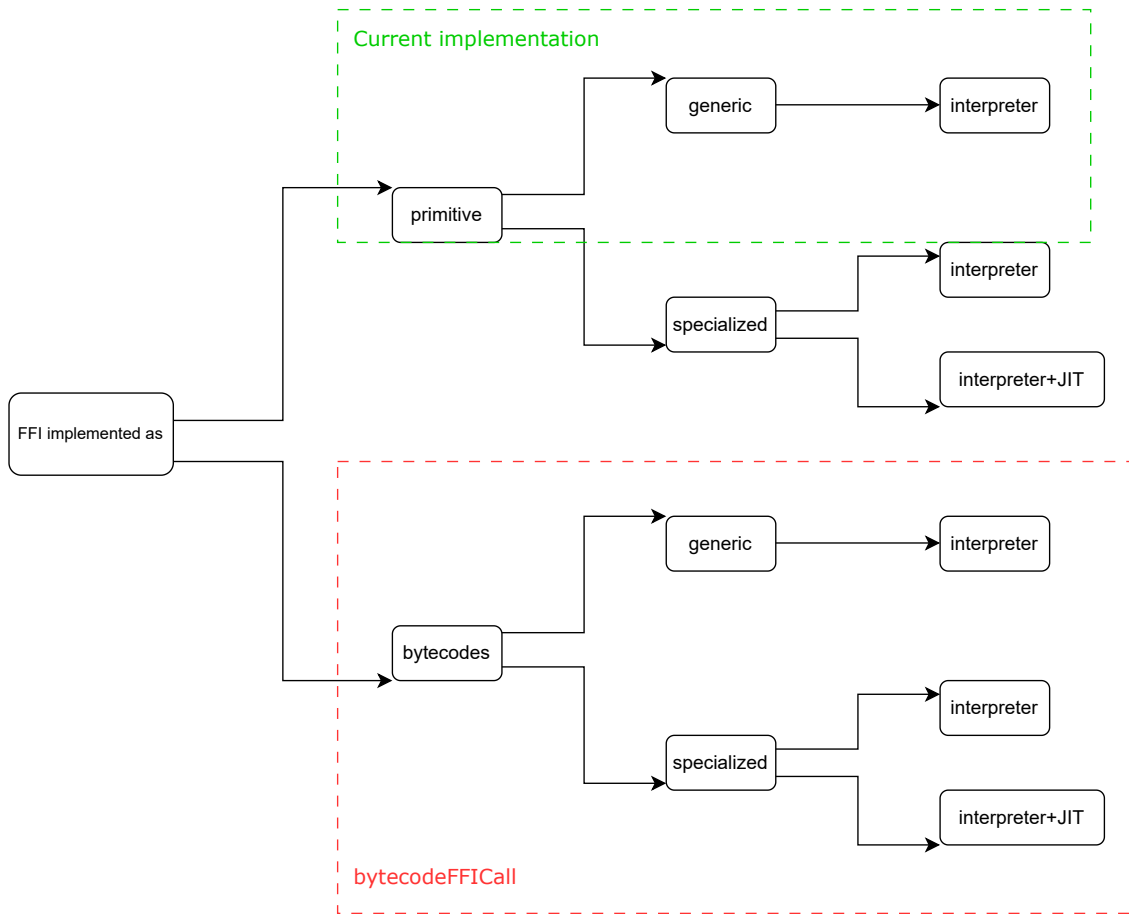 Current implementation
generic
interpreter
primitive
interpreter
specialized
interpreter+JIT
FFI implemented as
generic
interpreter
bytecodes
interpreter
specialized
interpreter+JIT
bytecodeFFICall